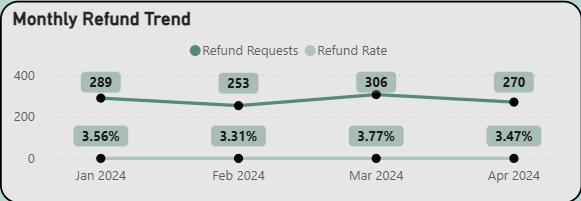 Monthly Refund Trend
Refund Requests Refund Rate
400
289 253 306 270
200
3.56% 3.31% 3.77% 3.47%
0
Jan 2024 Feb 2024 Mar 2024 Apr 2024